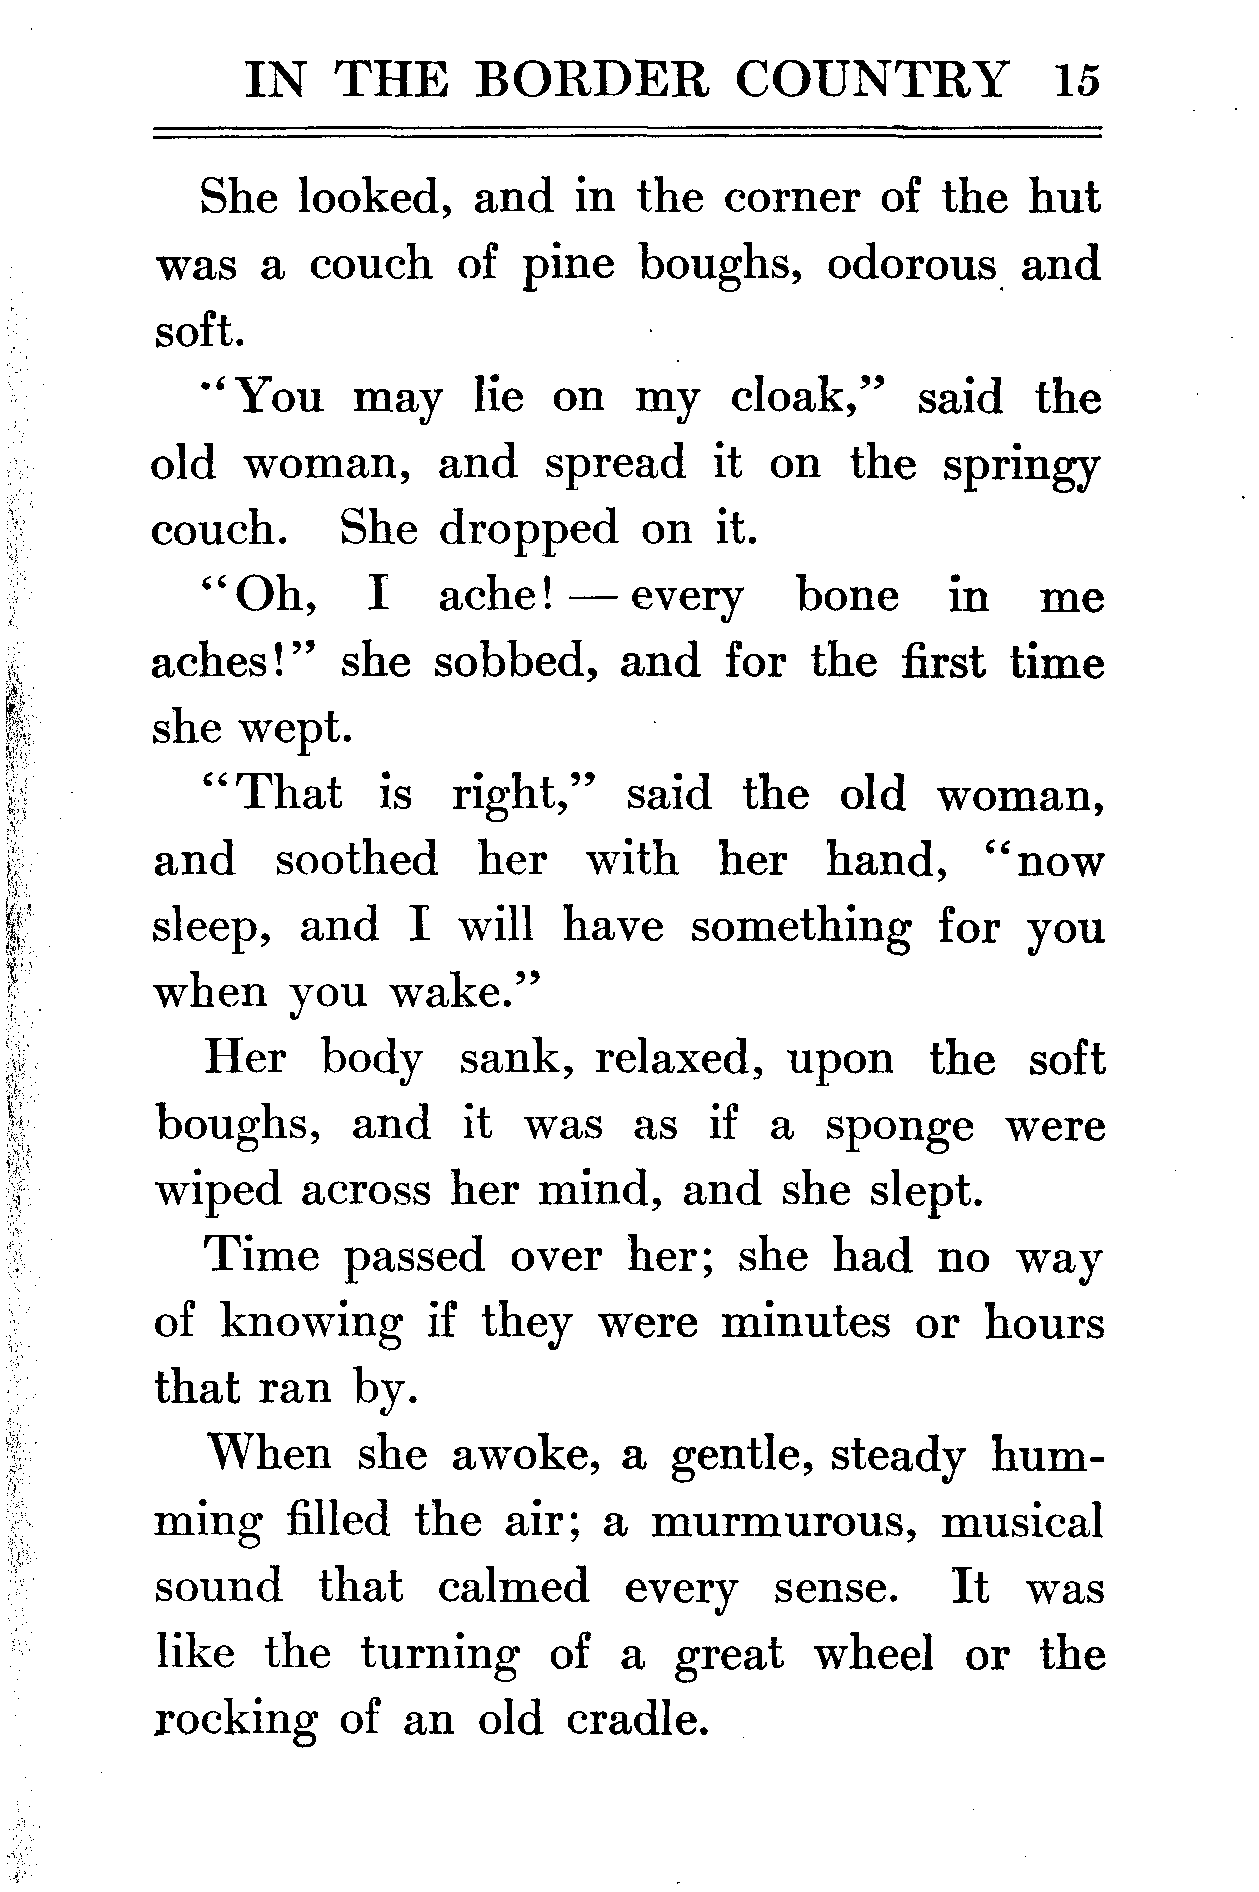 IN THE BORDER COUNTRY 15
She looked, and in the corner of the hut
was a couch of pine boughs, odorous and
soft.
“You may lie on my cloak,” said the
old woman, and spread it on the springy
couch. She dropped on it.
“Oh, I ache! — every bone in me
aches!” she sobbed, and for the first time
she wept.
“That is right,” said the old woman,
and soothed her with her hand, “now
sleep, and I will have something for you
when you wake.”
Her body sank, relaxed, upon the soft
boughs, and it was as if a sponge were
wiped across her mind, and she slept.
Time passed over her; she had no way
of knowing if they were minutes or hours
that ran by.
When she awoke, a gentle, steady hum-
ming filled the air; a murmurous, musical
sound that calmed every sense. It was
like the turning of a great wheel or the
rocking of an old cradle.